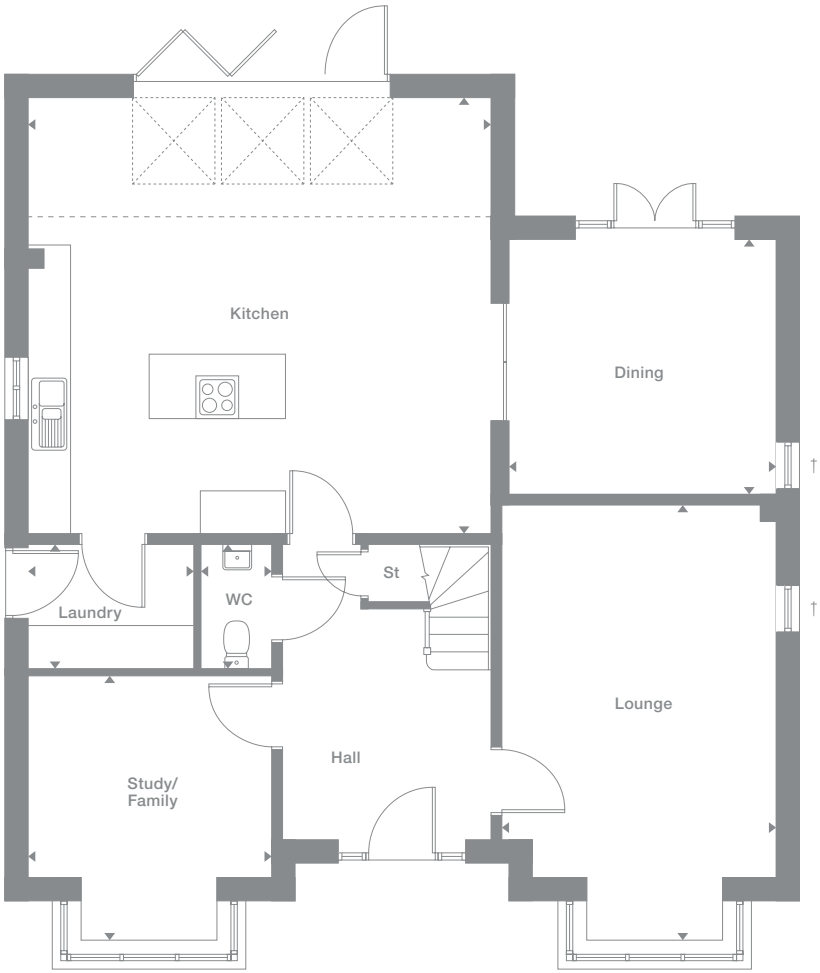 Kitchen
Dining
†
St
WC
Laundry
†
Lounge
Hall
Study/
Family